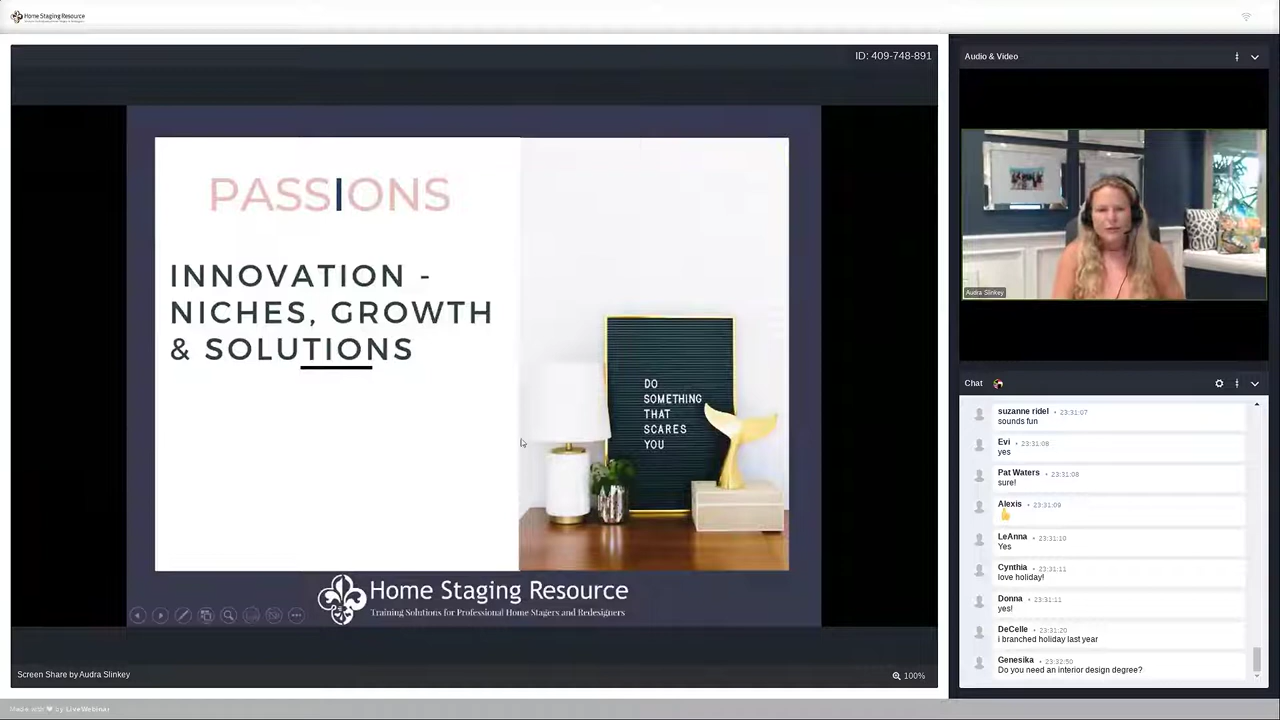 Home Staging Resource
ID: 409-748-891
PASSIONS
INNOVATION -
NICHES, GROWTH
& SOLUTIONS
DO
SOMETHING
THAT
SCARES
YOU
Home Staging Resource
Training Solutions for Professional Home Stagers and Redesigners
Screen Share by Audra Slinkey
100%
Audio & Video
Audra Slinkey
Chat
suzanne ridel • 23:31:07
sounds fun
Evi • 23:31:08
yes
Pat Waters • 23:31:08
sure!
Alexis • 23:31:09
👍
LeAnna • 23:31:10
Yes
Cynthia • 23:31:11
love holiday!
Donna • 23:31:11
yes!
DeCelle • 23:31:20
i branched holiday last year
Genesika • 23:32:50
Do you need an interior design degree?
Made with ❤ by LiveWebinar